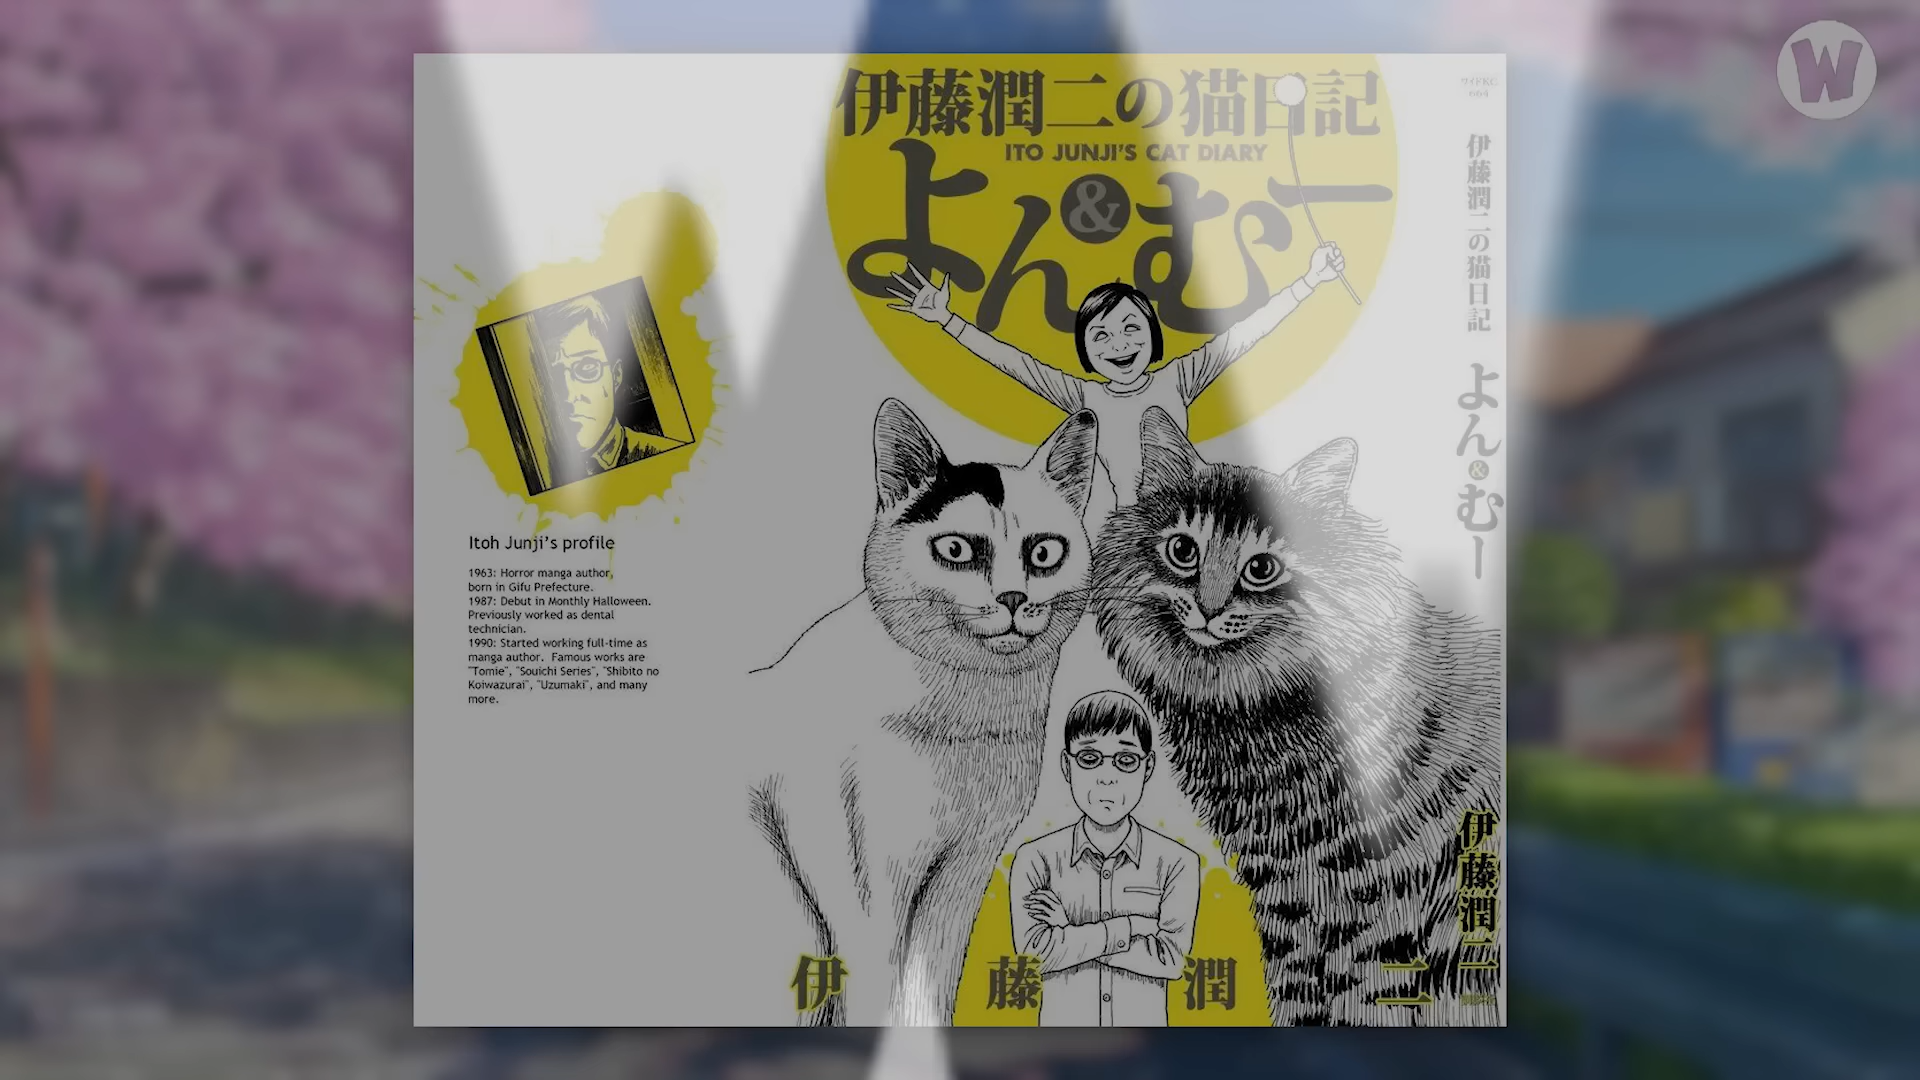 W
伊藤潤二の猫日記
ITO JUNJI'S CAT DIARY
よん&むー
伊藤潤二の猫日記 よん&むー
伊藤潤二
Itoh Junji's profile
1963: Horror manga author,
born in Gifu Prefecture.
1987: Debut in Monthly Halloween.
Previously worked as dental
technician.
1990: Started working full-time as
manga author. Famous works are
"Tomie", "Souichi Series", "Shibito no
Koiwazurai", "Uzumaki", and many
more.
伊藤潤二